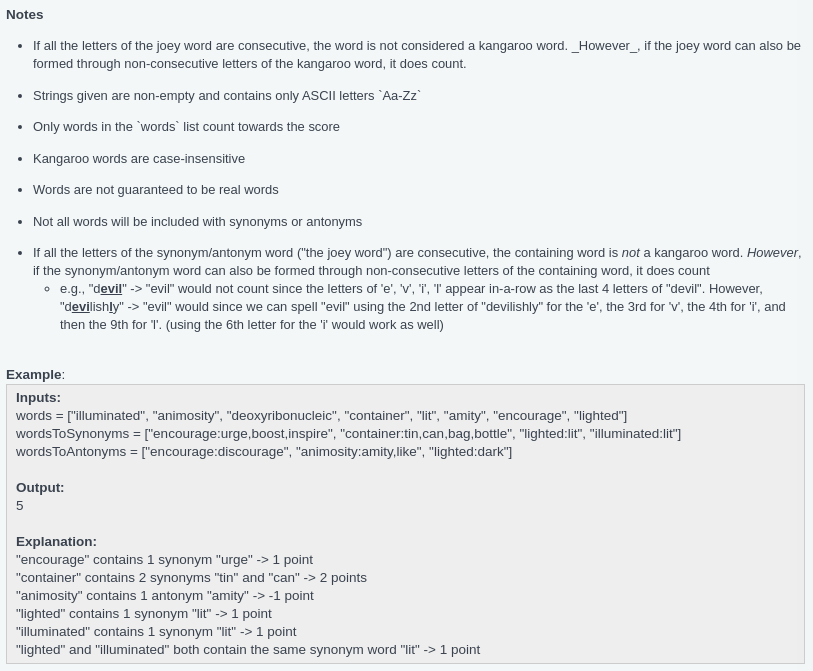 Notes
If all the letters of the joey word are consecutive, the word is not considered a kangaroo word. _However_, if the joey word can also be
formed through non-consecutive letters of the kangaroo word, it does count.
Strings given are non-empty and contains only ASCII letters `Aa-Zz`
Only words in the `words` list count towards the score
Kangaroo words are case-insensitive
Words are not guaranteed to be real words
Not all words will be included with synonyms or antonyms
If all the letters of the synonym/antonym word ("the joey word") are consecutive, the containing word is not a kangaroo word. However,
if the synonym/antonym word can also be formed through non-consecutive letters of the containing word, it does count
e.g., "devil" -> "evil" would not count since the letters of 'e', 'v', 'i', 'l' appear in-a-row as the last 4 letters of "devil". However,
"devilishly" -> "evil" would since we can spell "evil" using the 2nd letter of "devilishly" for the 'e', the 3rd for 'v', the 4th for 'i', and
then the 9th for 'l'. (using the 6th letter for the 'i' would work as well)
Example:
Inputs:
words = ["illuminated", "animosity", "deoxyribonucleic", "container", "lit", "amity", "encourage", "lighted"]
wordsToSynonyms = ["encourage:urge,boost,inspire", "container:tin,can,bag,bottle", "lighted:lit", "illuminated:lit"]
wordsToAntonyms = ["encourage:discourage", "animosity:amity,like", "lighted:dark"]
Output:
5
Explanation:
"encourage" contains 1 synonym "urge" -> 1 point
"container" contains 2 synonyms "tin" and "can" -> 2 points
"animosity" contains 1 antonym "amity" -> -1 point
"lighted" contains 1 synonym "lit" -> 1 point
"illuminated" contains 1 synonym "lit" -> 1 point
"lighted" and "illuminated" both contain the same synonym word "lit" -> 1 point